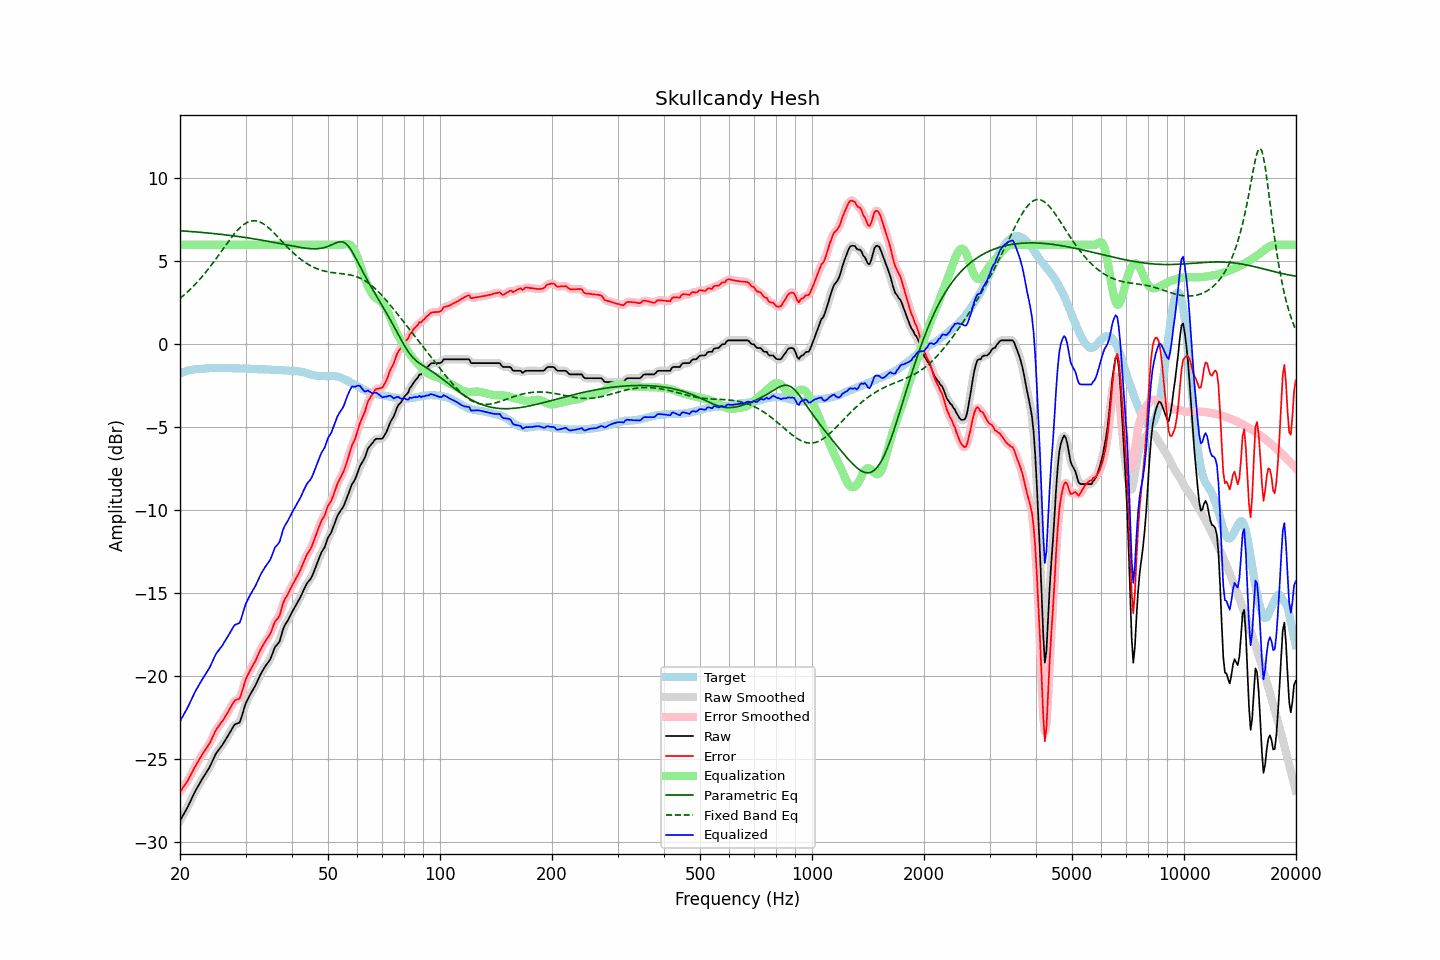 Skullcandy Hesh
10
5
0
−5
−10
−15
−20
−25
−30
Amplitude (dBr)
Target
Raw Smoothed
Error Smoothed
Raw
Error
Equalization
Parametric Eq
Fixed Band Eq
Equalized
20 50 100 200 500 1000 2000 5000 10000 20000
Frequency (Hz)